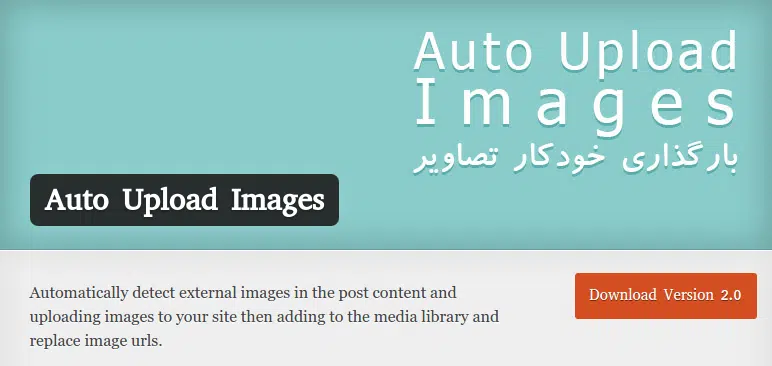 Auto Upload
Images
بارگذاری خودکار تصاویر
Auto Upload Images
Automatically detect external images in the post content and
uploading images to your site then adding to the media library and
replace image urls.
Download Version 2.0